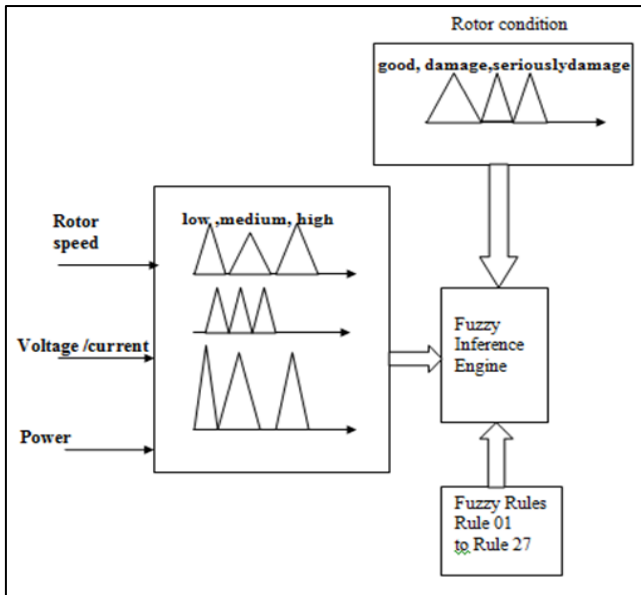 Rotor condition
good, damage,seriouslydamage
low ,medium, high
Rotor
speed
Voltage /current
Power
Fuzzy
Inference
Engine
Fuzzy Rules
Rule 01
to Rule 27